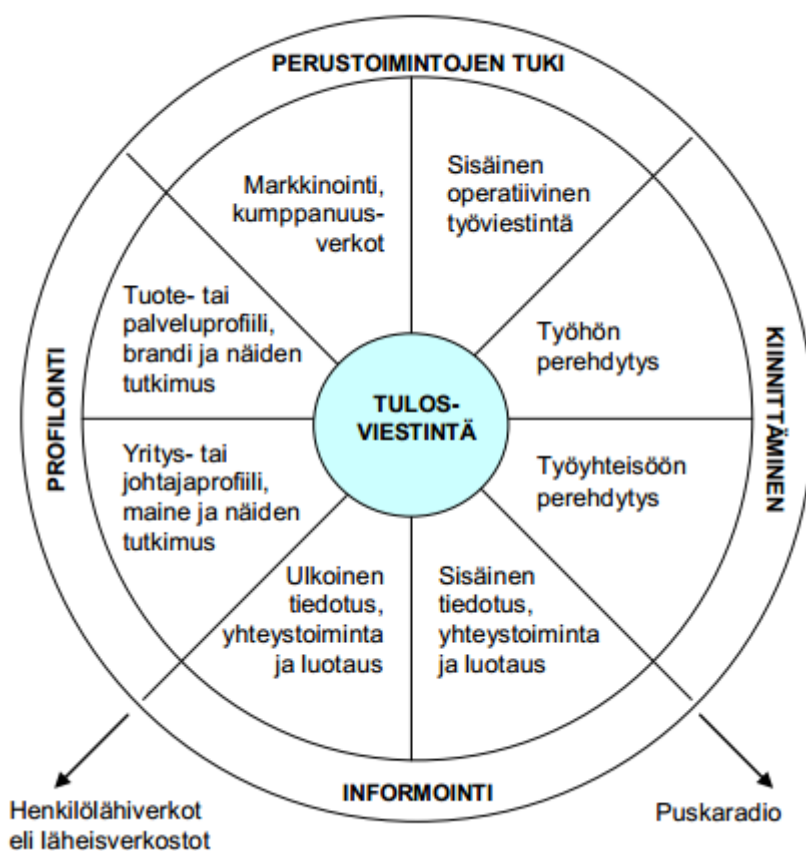 PERUSTOIMINTOJEN TUKI
Markkinointi,
kumppanuus-
verkot
Sisäinen
operatiivinen
työviestintä
Tuote- tai
palveluprofiili,
brandi ja näiden
tutkimus
Työhön
perehdytys
PROFILOINTI
TULOS-
VIESTINTÄ
KIINNITTÄMINEN
Yritys- tai
johtajaprofiili,
maine ja näiden
tutkimus
Työyhteisöön
perehdytys
Ulkoinen
tiedotus,
yhteystoiminta
ja luotaus
Sisäinen
tiedotus,
yhteystoiminta
ja luotaus
INFORMOINTI
Henkilölähiverkot
eli läheisverkostot
Puskaradio